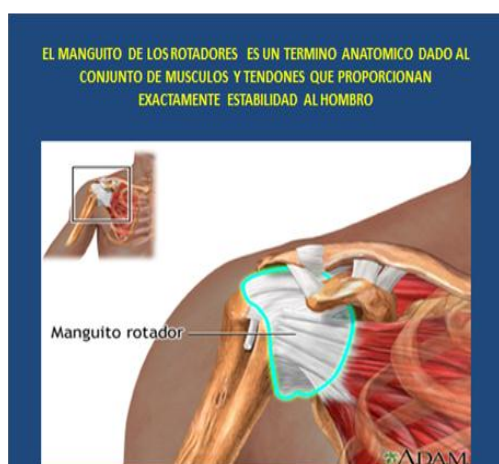 EL MANGUITO DE LOS ROTADORES ES UN TERMINO ANATOMICO DADO AL
CONJUNTO DE MUSCULOS Y TENDONES QUE PROPORCIONAN
EXACTAMENTE ESTABILIDAD AL HOMBRO
Manguito rotador
ADAM